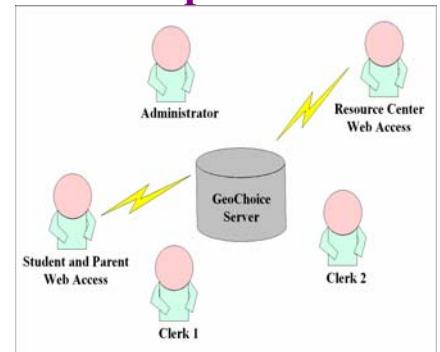 Administrator
Resource Center
Web Access
GeoChoice
Server
Student and Parent
Web Access
Clerk 2
Clerk 1